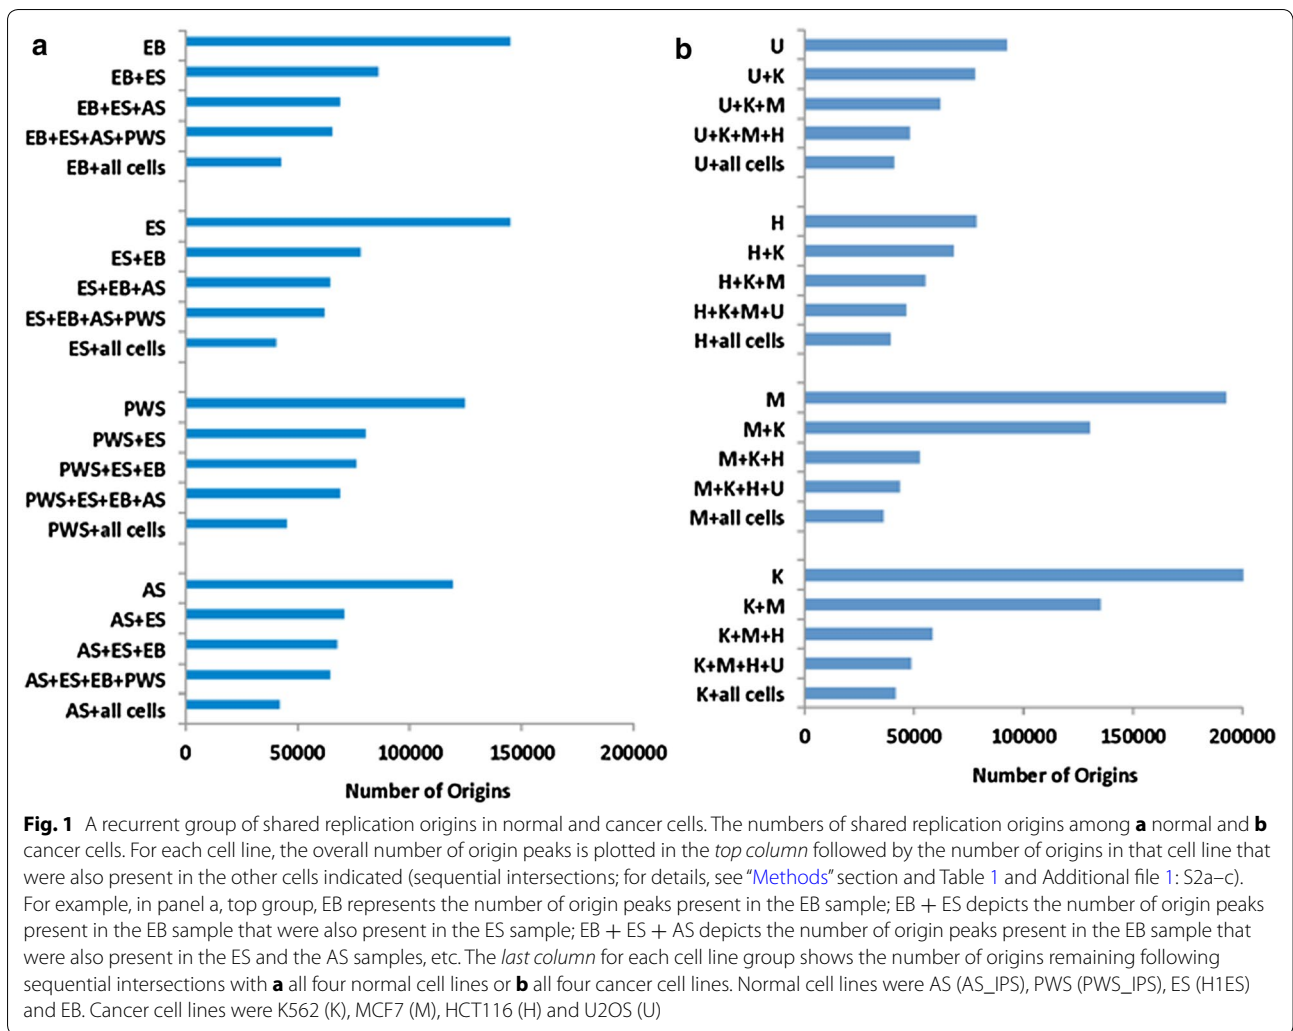 a
EB
EB+ES
EB+ES+AS
EB+ES+AS+PWS
EB+all cells
ES
ES+EB
ES+EB+AS
ES+EB+AS+PWS
ES+all cells
PWS
PWS+ES
PWS+ES+EB
PWS+ES+EB+AS
PWS+all cells
AS
AS+ES
AS+ES+EB
AS+ES+EB+PWS
AS+all cells
0 50000 100000 150000 200000
Number of Origins
b
U
U+K
U+K+M
U+K+M+H
U+all cells
H
H+K
H+K+M
H+K+M+U
H+all cells
M
M+K
M+K+H
M+K+H+U
M+all cells
K
K+M
K+M+H
K+M+H+U
K+all cells
0 50000 100000 150000 200000
Number of Origins
Fig. 1 A recurrent group of shared replication origins in normal and cancer cells. The numbers of shared replication origins among a normal and b
cancer cells. For each cell line, the overall number of origin peaks is plotted in the top column followed by the number of origins in that cell line that
were also present in the other cells indicated (sequential intersections; for details, see “Methods” section and Table 1 and Additional file 1: S2a–c).
For example, in panel a, top group, EB represents the number of origin peaks present in the EB sample; EB + ES depicts the number of origin peaks
present in the EB sample that were also present in the ES sample; EB + ES + AS depicts the number of origin peaks present in the EB sample that
were also present in the ES and the AS samples, etc. The last column for each cell line group shows the number of origins remaining following
sequential intersections with a all four normal cell lines or b all four cancer cell lines. Normal cell lines were AS (AS_IPS), PWS (PWS_IPS), ES (H1ES)
and EB. Cancer cell lines were K562 (K), MCF7 (M), HCT116 (H) and U2OS (U)